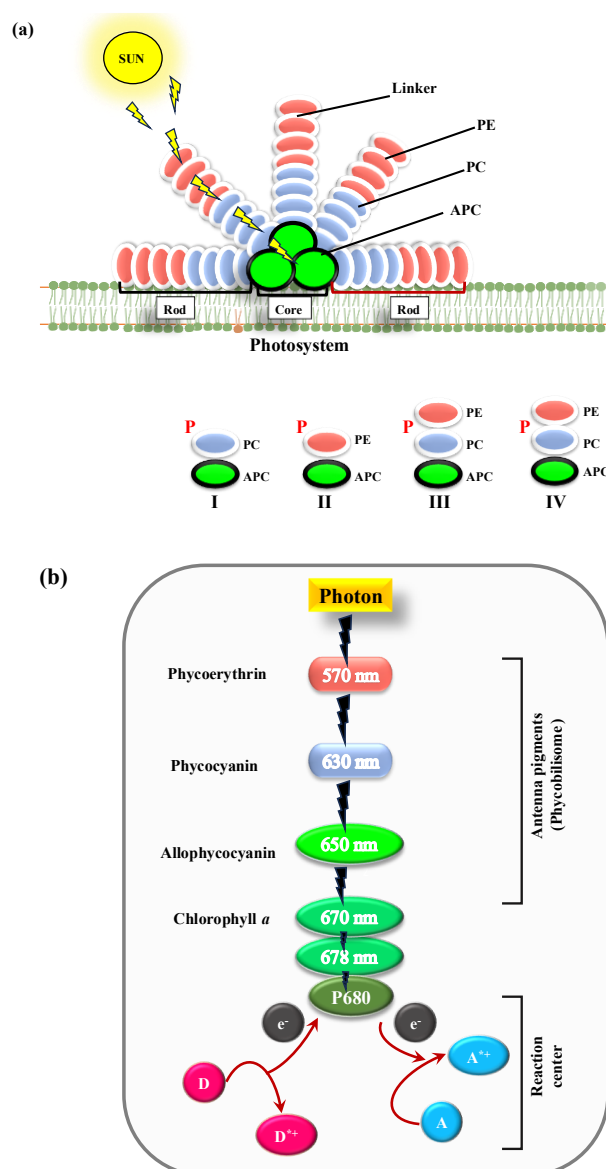 (a)
SUN
Linker
PE
PC
APC
Rod
Core
Rod
Photosystem
P
PC
APC
I
P
PE
APC
II
P
PE
PC
APC
III
P
PE
PC
APC
IV
(b)
Photon
Phycoerythrin
570 nm
Phycocyanin
630 nm
Allophycocyanin
650 nm
Chlorophyll a
670 nm
678 nm
P680
Antenna pigments
(Phycobilisome)
e-
e-
D
D*+
A*+
A
Reaction
center